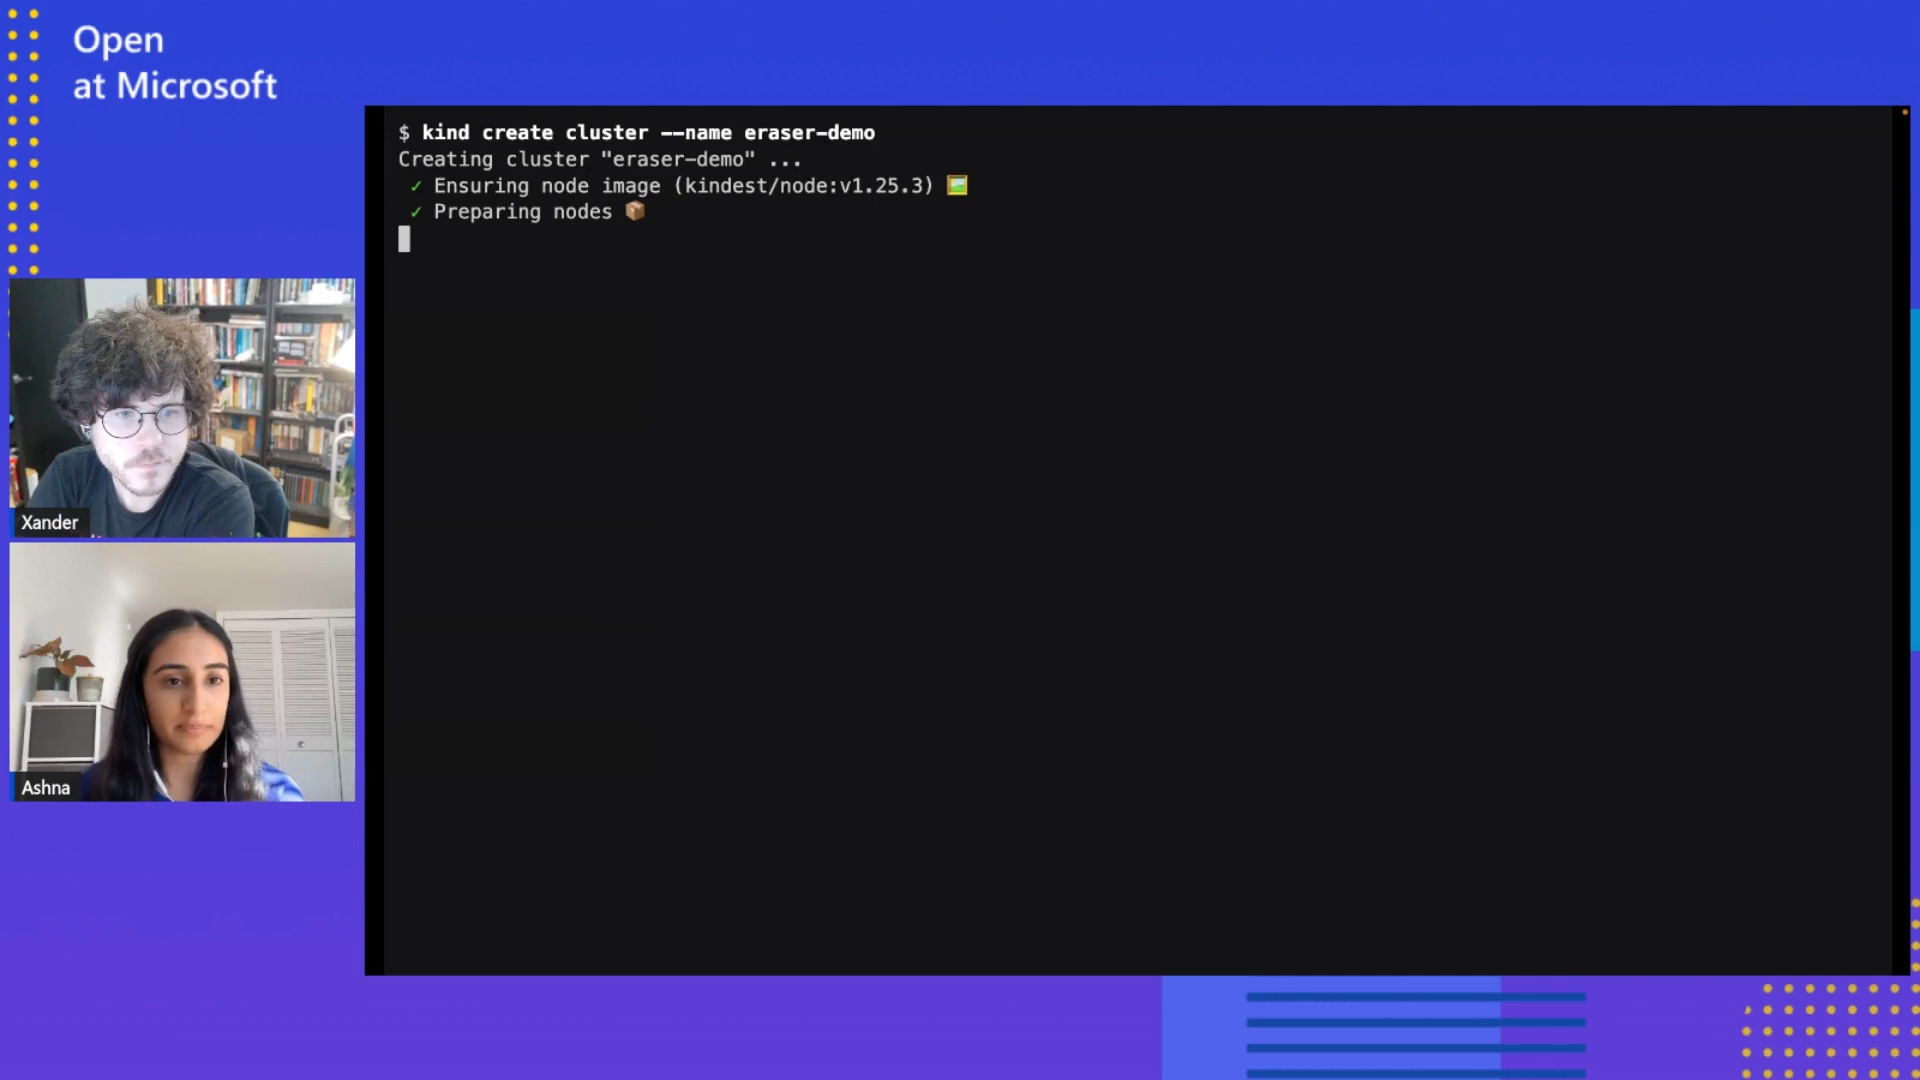 Open
at Microsoft
$ kind create cluster --name eraser-demo
Creating cluster "eraser-demo" ...
✓ Ensuring node image (kindest/node:v1.25.3) 🖼
✓ Preparing nodes 📦
Xander
Ashna